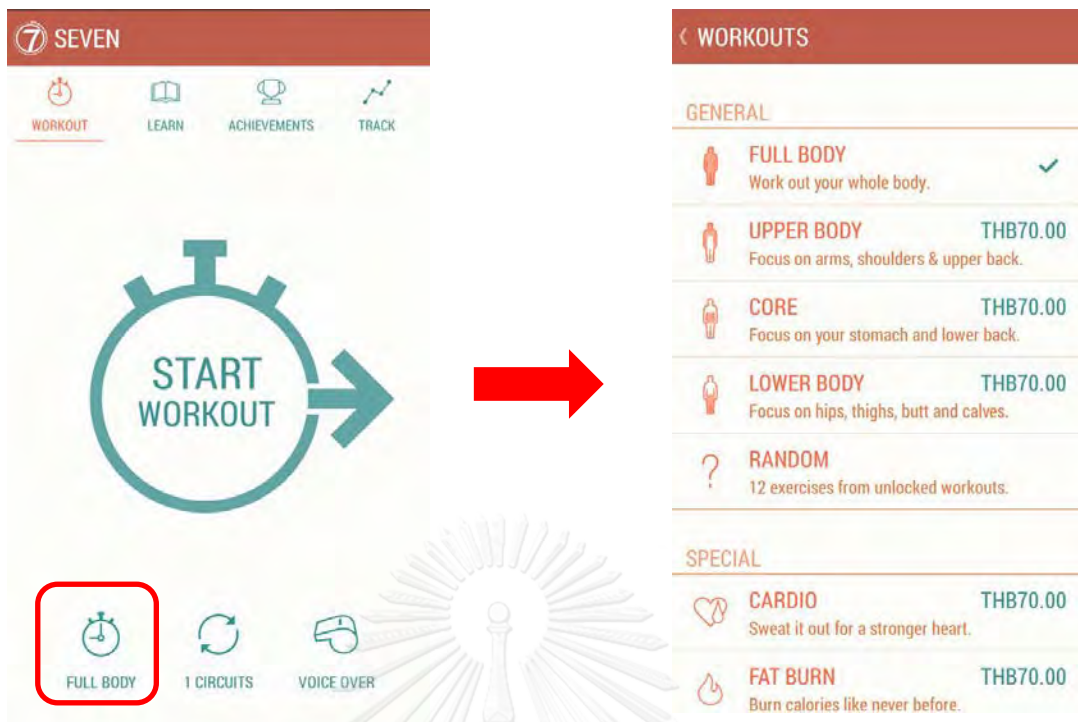 7 SEVEN
WORKOUT LEARN ACHIEVEMENTS TRACK
START
WORKOUT
FULL BODY 1 CIRCUITS VOICE OVER
WORKOUTS
GENERAL
FULL BODY
Work out your whole body.
UPPER BODY THB70.00
Focus on arms, shoulders & upper back.
CORE THB70.00
Focus on your stomach and lower back.
LOWER BODY THB70.00
Focus on hips, thighs, butt and calves.
RANDOM
12 exercises from unlocked workouts.
SPECIAL
CARDIO THB70.00
Sweat it out for a stronger heart.
FAT BURN THB70.00
Burn calories like never before.